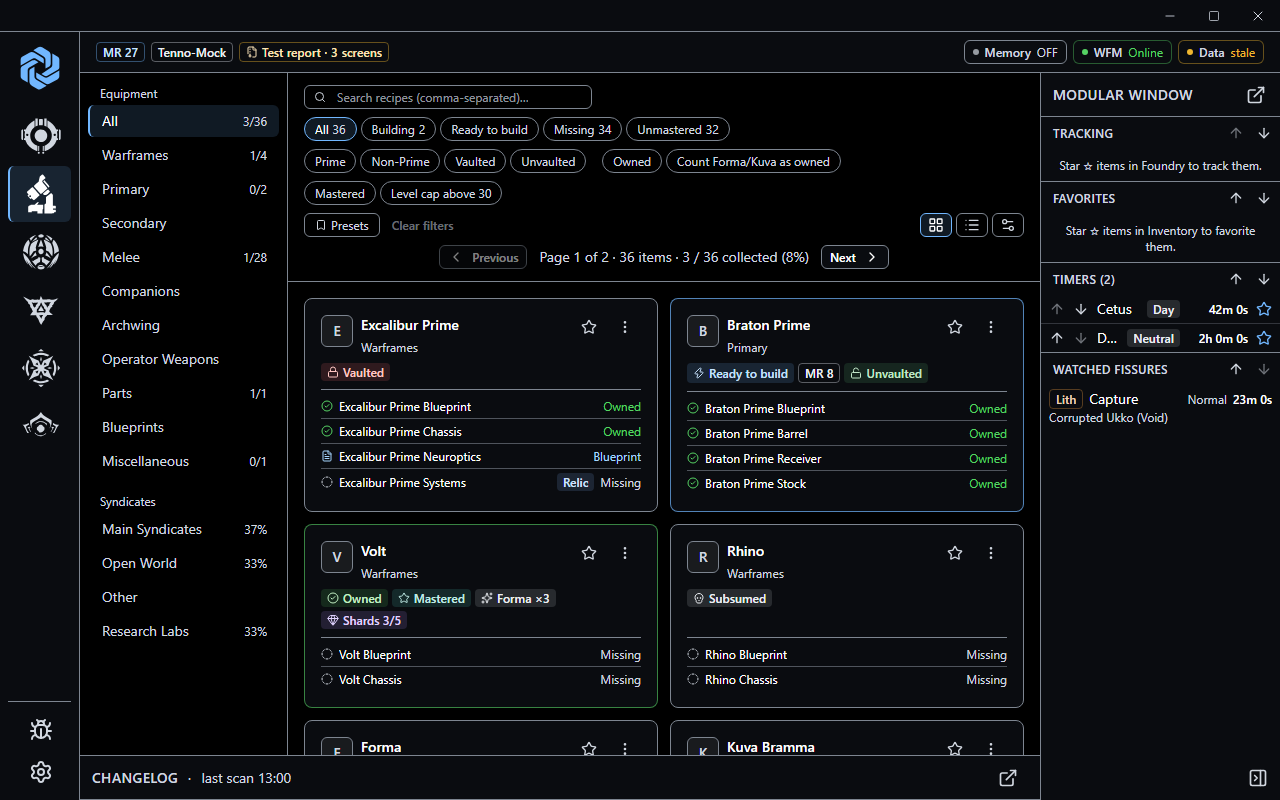 MR 27 Tenno-Mock Test report · 3 screens Memory OFF WFM Online Data stale
Equipment
All 3/36
Warframes 1/4
Primary 0/2
Secondary
Melee 1/28
Companions
Archwing
Operator Weapons
Parts 1/1
Blueprints
Miscellaneous 0/1
Syndicates
Main Syndicates 37%
Open World 33%
Other
Research Labs 33%
Search recipes (comma-separated)...
All 36 Building 2 Ready to build Missing 34 Unmastered 32
Prime Non-Prime Vaulted Unvaulted Owned Count Forma/Kuva as owned
Mastered Level cap above 30
Presets Clear filters
Previous Page 1 of 2 · 36 items · 3 / 36 collected (8%) Next
E Excalibur Prime
Warframes
Vaulted
Excalibur Prime Blueprint Owned
Excalibur Prime Chassis Owned
Excalibur Prime Neuroptics Blueprint
Excalibur Prime Systems Relic Missing
B Braton Prime
Primary
Ready to build MR 8 Unvaulted
Braton Prime Blueprint Owned
Braton Prime Barrel Owned
Braton Prime Receiver Owned
Braton Prime Stock Owned
V Volt
Warframes
Owned Mastered Forma ×3
Shards 3/5
Volt Blueprint Missing
Volt Chassis Missing
R Rhino
Warframes
Subsumed
Rhino Blueprint Missing
Rhino Chassis Missing
F Forma
K Kuva Bramma
CHANGELOG · last scan 13:00
MODULAR WINDOW
TRACKING
Star ☆ items in Foundry to track them.
FAVORITES
Star ☆ items in Inventory to favorite
them.
TIMERS (2)
Cetus Day 42m 0s
D... Neutral 2h 0m 0s
WATCHED FISSURES
Lith Capture Normal 23m 0s
Corrupted Ukko (Void)